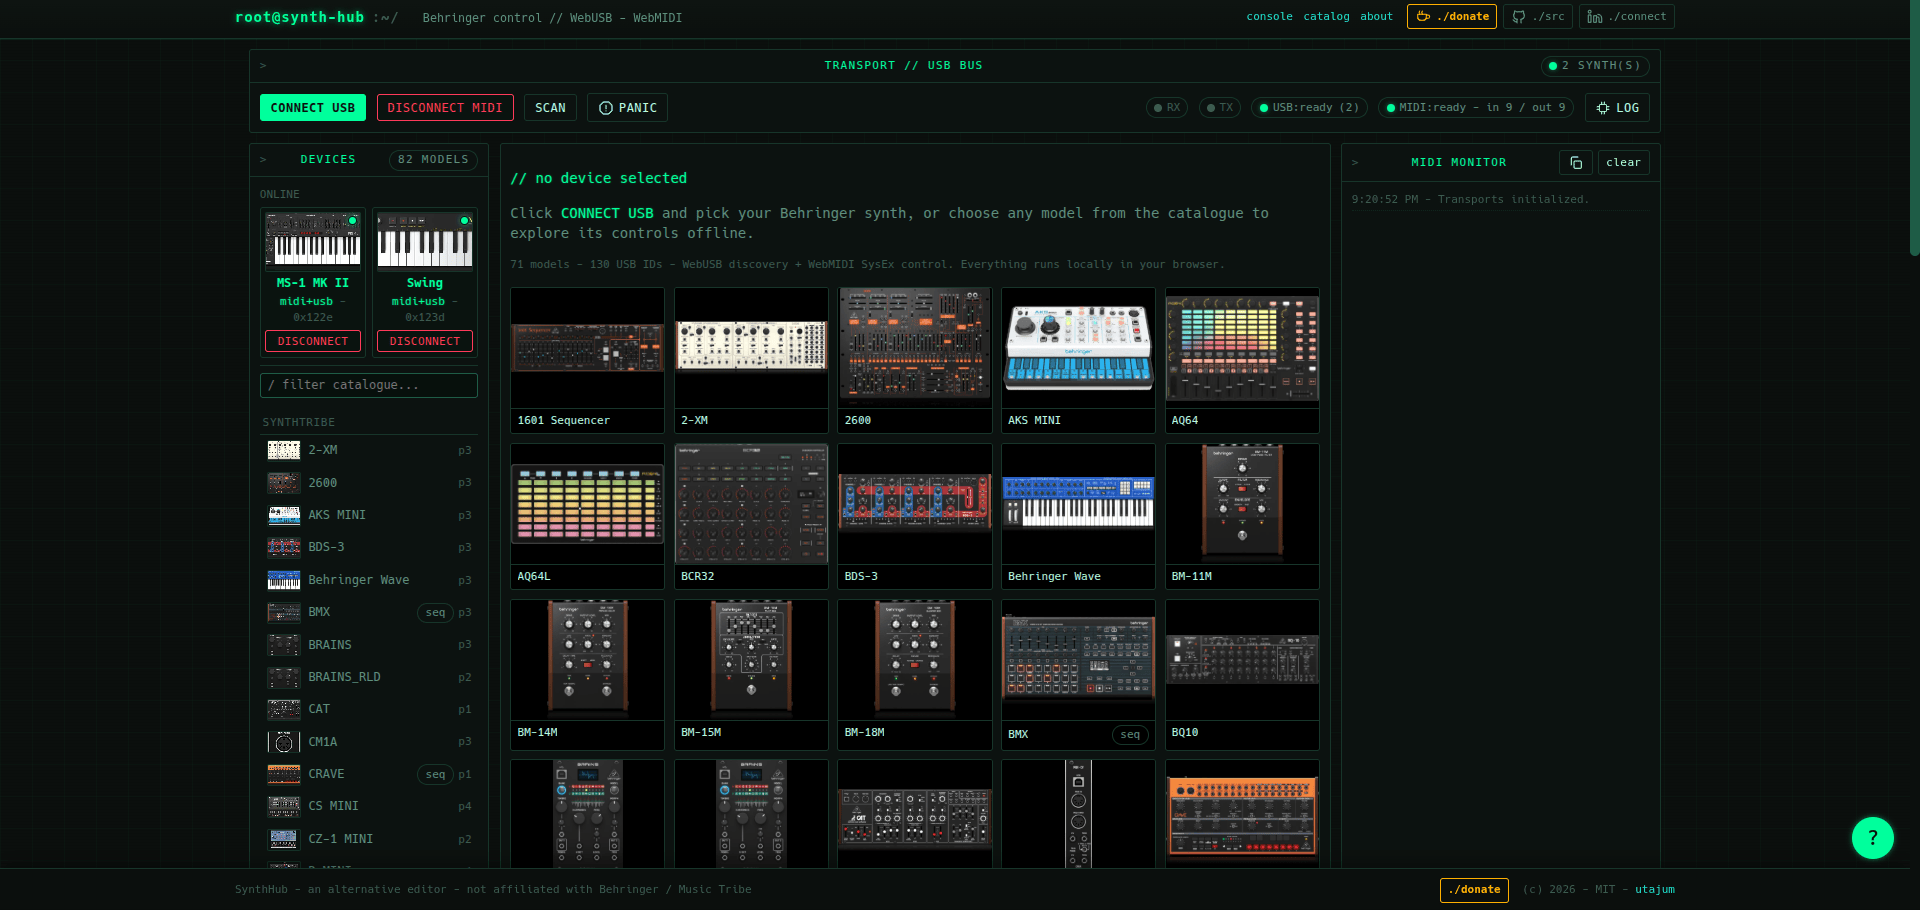 root@synth-hub :~/ Behringer control // WebUSB - WebMIDI console catalog about ./donate ./src ./connect
> TRANSPORT // USB BUS 2 SYNTH(S)
CONNECT USB DISCONNECT MIDI SCAN PANIC RX TX USB:ready (2) MIDI:ready - in 9 / out 9 LOG
> DEVICES 82 MODELS
ONLINE
MS-1 MK II
midi+usb -
0x122e
DISCONNECT
Swing
midi+usb -
0x123d
DISCONNECT
/ filter catalogue...
SYNTHTRIBE
2-XM p3
2600 p3
AKS MINI p3
BDS-3 p3
Behringer Wave p3
BMX seq p3
BRAINS p3
BRAINS_RLD p2
CAT p1
CM1A p3
CRAVE seq p1
CS MINI p4
CZ-1 MINI p2
// no device selected
Click CONNECT USB and pick your Behringer synth, or choose any model from the catalogue to
explore its controls offline.
71 models - 130 USB IDs - WebUSB discovery + WebMIDI SysEx control. Everything runs locally in your browser.
1601 Sequencer 2-XM 2600 AKS MINI AQ64
AQ64L BCR32 BDS-3 Behringer Wave BM-11M
BM-14M BM-15M BM-18M BMX seq BQ10
> MIDI MONITOR clear
9:20:52 PM - Transports initialized.
?
SynthHub - an alternative editor - not affiliated with Behringer / Music Tribe ./donate (c) 2026 - MIT - utajum